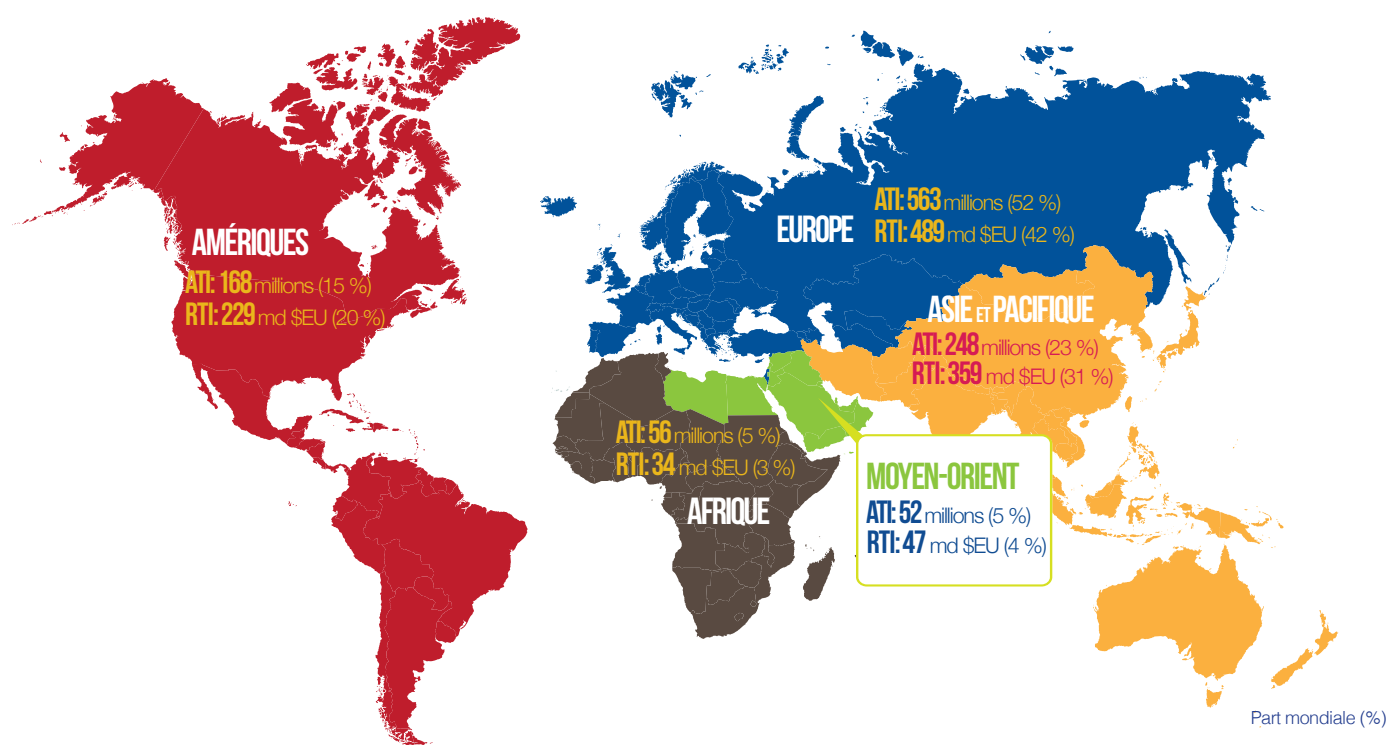 AMÉRIQUES
ATI: 168 millions (15 %)
RTI: 229 md $EU (20 %)
EUROPE
ATI: 563 millions (52 %)
RTI: 489 md $EU (42 %)
ASIE ET PACIFIQUE
ATI: 248 millions (23 %)
RTI: 359 md $EU (31 %)
ATI: 56 millions (5 %)
RTI: 34 md $EU (3 %)
AFRIQUE
MOYEN-ORIENT
ATI: 52 millions (5 %)
RTI: 47 md $EU (4 %)
Part mondiale (%)